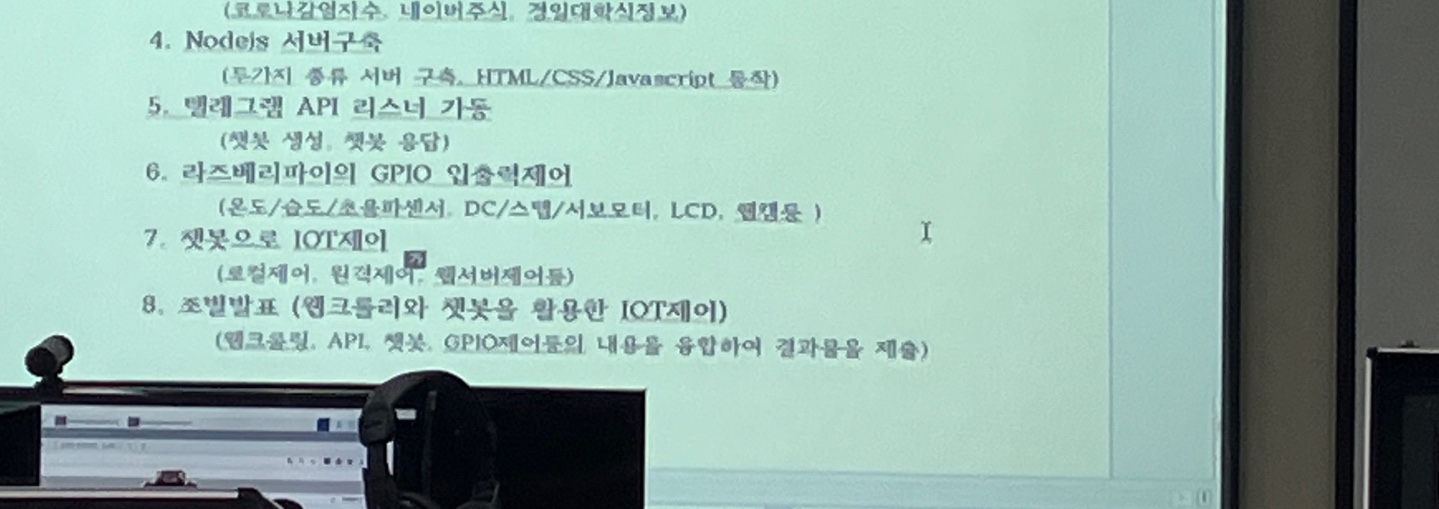 (코로나감염자수, 네이버주식, 경일대학식정보)
4. Nodejs 서버구축
(두가지 종류 서버 구축, HTML/CSS/Javascript 동작)
5. 텔레그램 API 리스너 가동
(챗봇 생성, 챗봇 응답)
6. 라즈베리파이의 GPIO 입출력제어
(온도/습도/초음파센서, DC/스텝/서보모터, LCD, 웹캠등 )
7. 챗봇으로 IOT제어
(로컬제어, 원격제어, 웹서버제어등)
8. 조별발표 (웹크롤러와 챗봇을 활용한 IOT제어)
(웹크롤링, API, 챗봇, GPIO제어등의 내용을 융합하여 결과물을 제출)